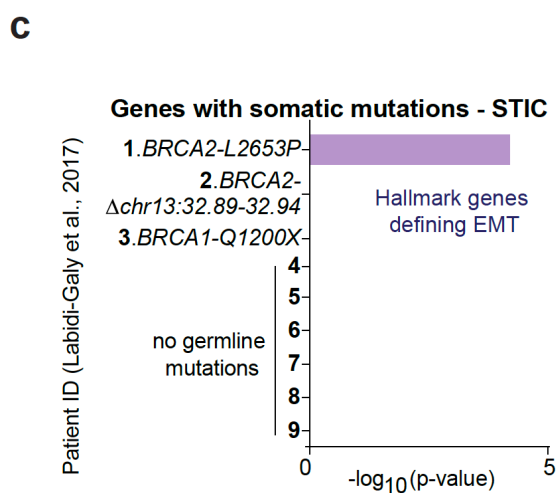 c
Genes with somatic mutations - STIC
Patient ID (Labidi-Galy et al., 2017)
1.BRCA2-L2653P
2.BRCA2-
Δchr13:32.89-32.94
3.BRCA1-Q1200X
Hallmark genes
defining EMT
no germline
mutations
4
5
6
7
8
9
0
5
-log10(p-value)